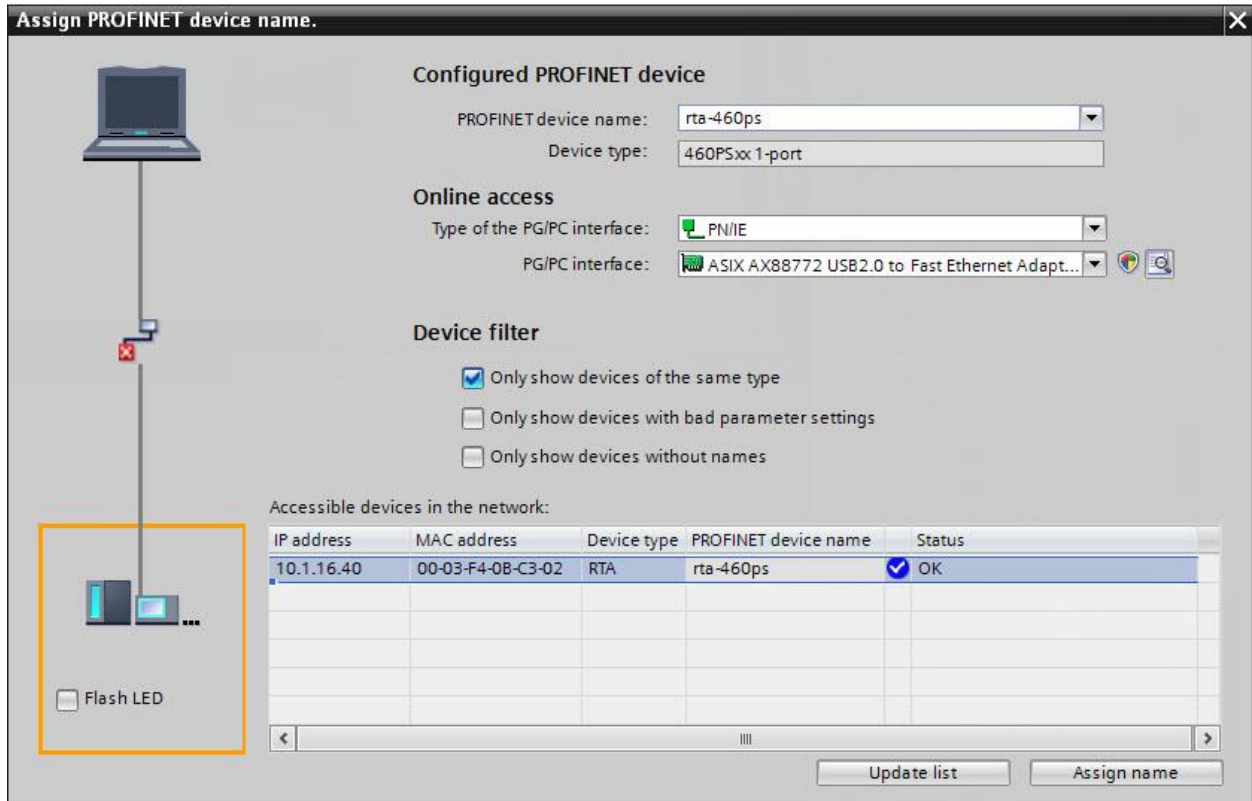 Assign PROFINET device name.
Configured PROFINET device
PROFINET device name: rta-460ps
Device type: 460PSxx 1-port
Online access
Type of the PG/PC interface: PN/IE
PG/PC interface: ASIX AX88772 USB2.0 to Fast Ethernet Adapt...
Device filter
Only show devices of the same type
Only show devices with bad parameter settings
Only show devices without names
Accessible devices in the network:
IP address MAC address Device type PROFINET device name Status
10.1.16.40 00-03-F4-0B-C3-02 RTA rta-460ps OK
...
Flash LED
Update list Assign name